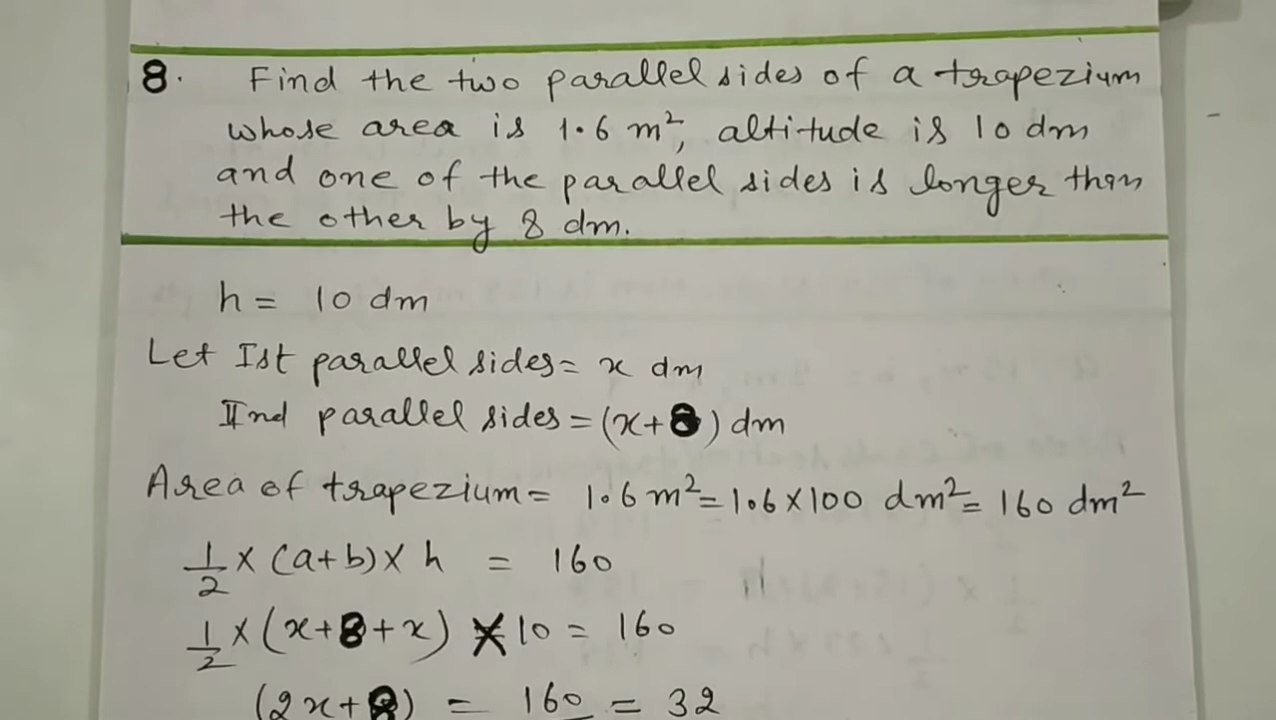 8. Find the two parallel sides of a trapezium
whose area is 1.6 m², altitude is 10 dm
and one of the parallel sides is longer than
the other by 8 dm.
h = 10 dm
Let Ist parallel sides = x dm
IInd parallel sides = (x+8) dm
Area of trapezium = 1.6 m² = 1.6 × 100 dm² = 160 dm²
1/2 × (a+b) × h = 160
1/2 × (x+8+x) × 10 = 160
(2x+8) = 160 = 32